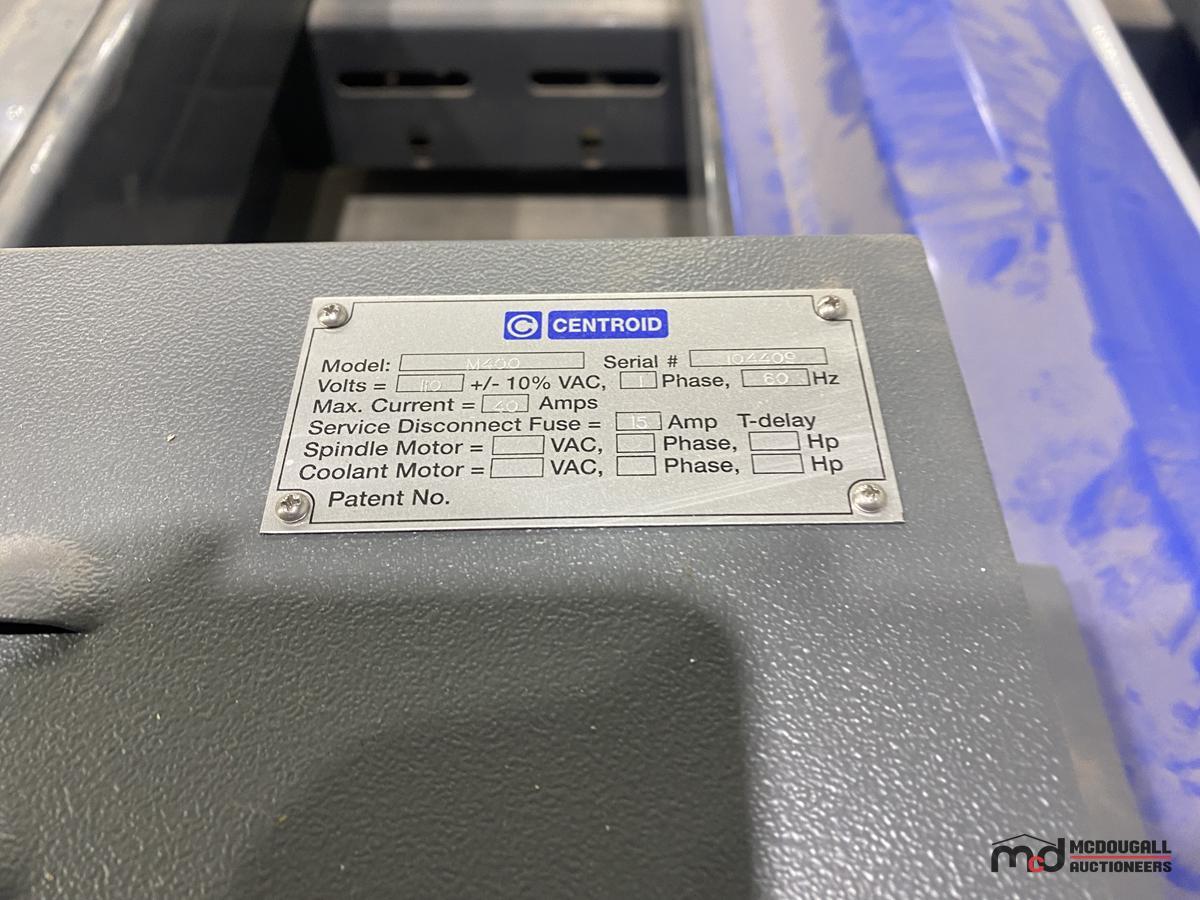 C CENTROID
Model: M400 Serial # 104409
Volts = 110 +/- 10% VAC, 1 Phase, 60 Hz
Max. Current = 40 Amps
Service Disconnect Fuse = 15 Amp T-delay
Spindle Motor = VAC, Phase, Hp
Coolant Motor = VAC, Phase, Hp
Patent No.
mcd MCDOUGALL
AUCTIONEERS